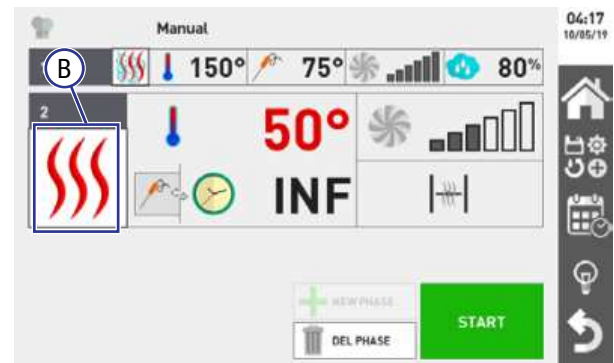 Manual
04:17
10/05/19
B
150° 75° 80%
2
50°
INF
NEW PHASE
DEL PHASE
START